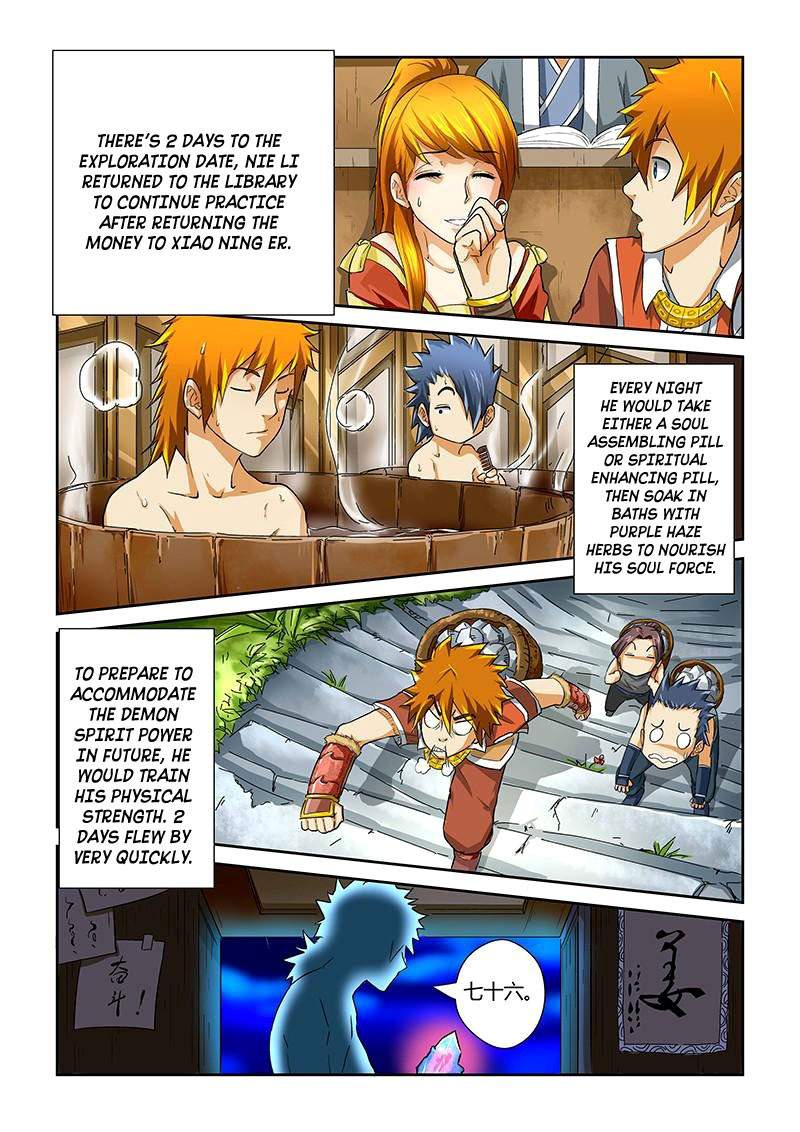 THERE'S 2 DAYS TO THE
EXPLORATION DATE, NIE LI
RETURNED TO THE LIBRARY
TO CONTINUE PRACTICE
AFTER RETURNING THE
MONEY TO XIAO NING ER.
EVERY NIGHT
HE WOULD TAKE
EITHER A SOUL
ASSEMBLING PILL
OR SPIRITUAL
ENHANCING PILL,
THEN SOAK IN
BATHS WITH
PURPLE HAZE
HERBS TO NOURISH
HIS SOUL FORCE.
TO PREPARE TO
ACCOMMODATE
THE DEMON
SPIRIT POWER
IN FUTURE, HE
WOULD TRAIN
HIS PHYSICAL
STRENGTH. 2
DAYS FLEW BY
VERY QUICKLY.
奋
斗!
七十六。